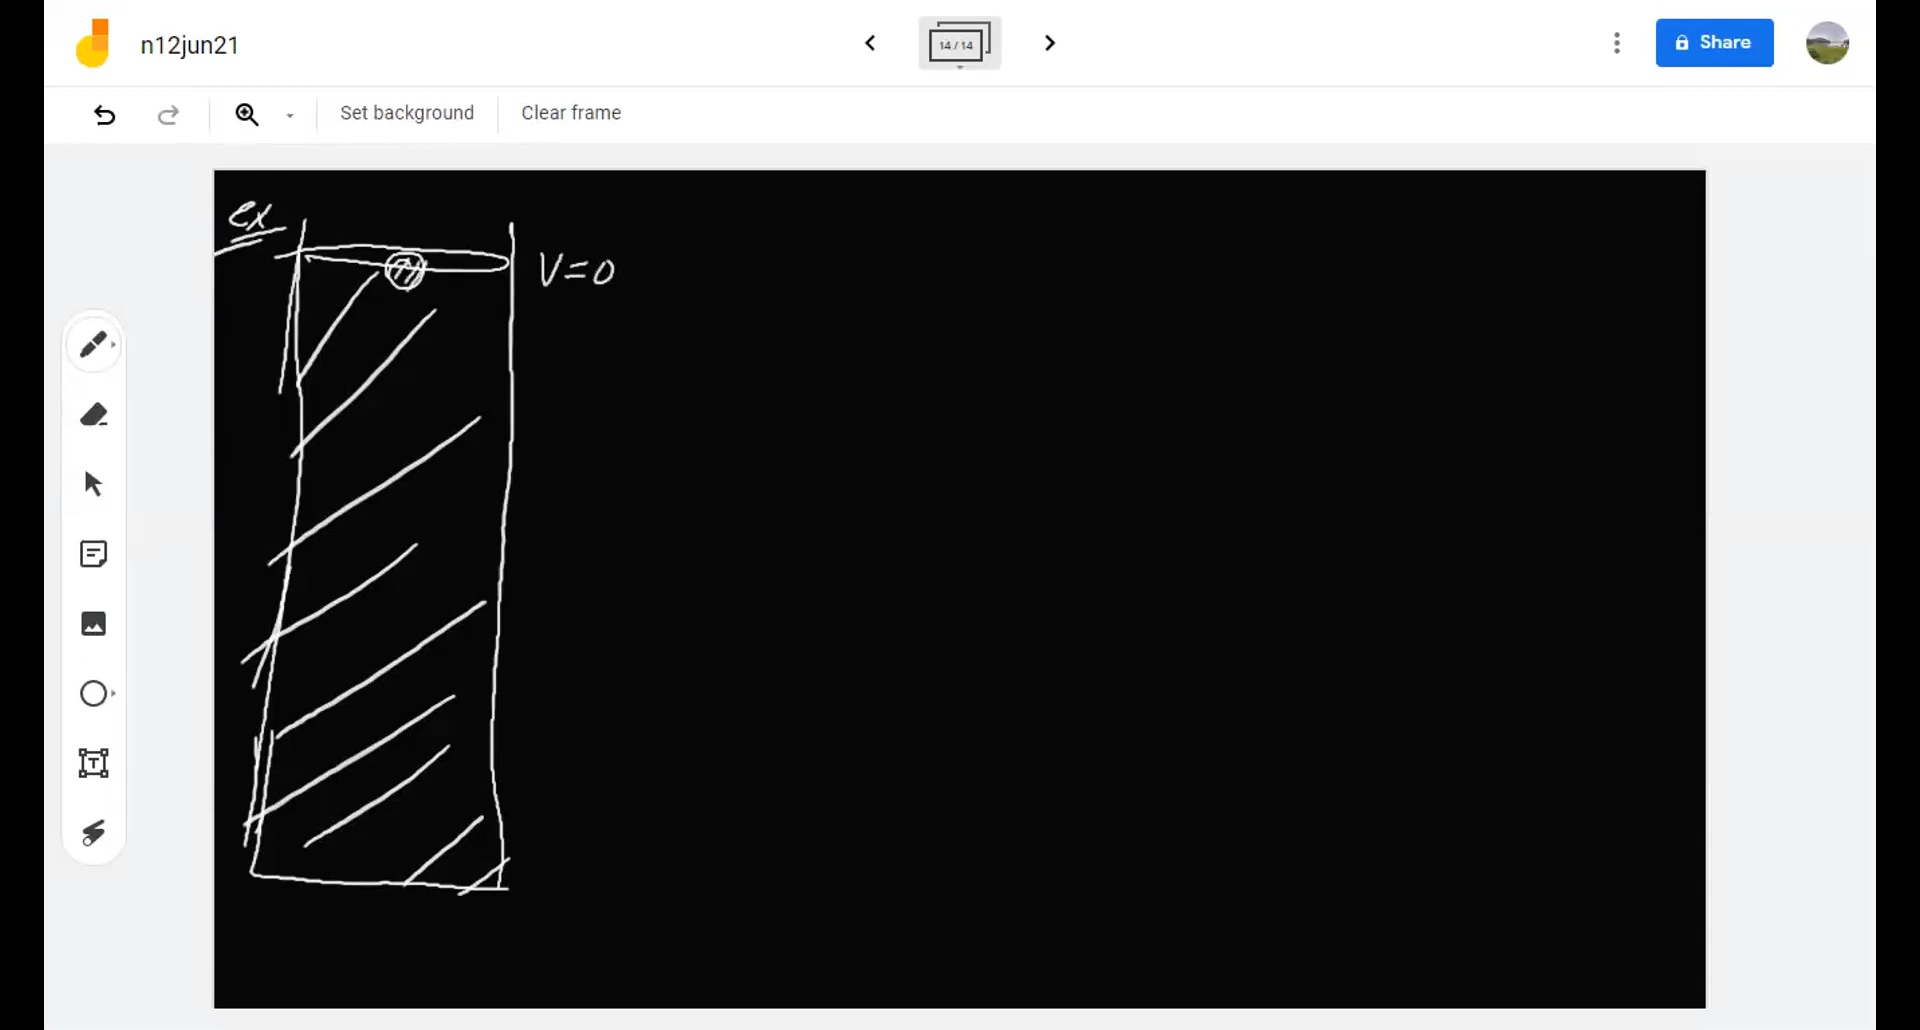 n12jun21
14 / 14
Share
Set background
Clear frame
ex
V=0